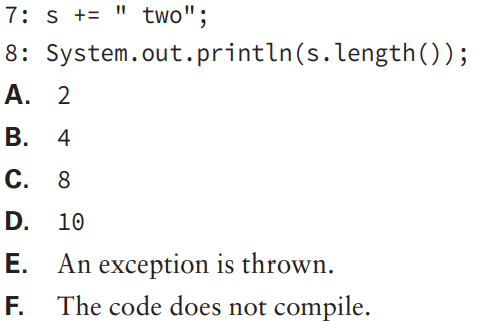 7: s += " two";
8: System.out.println(s.length());
A. 2
B. 4
C. 8
D. 10
E. An exception is thrown.
F. The code does not compile.